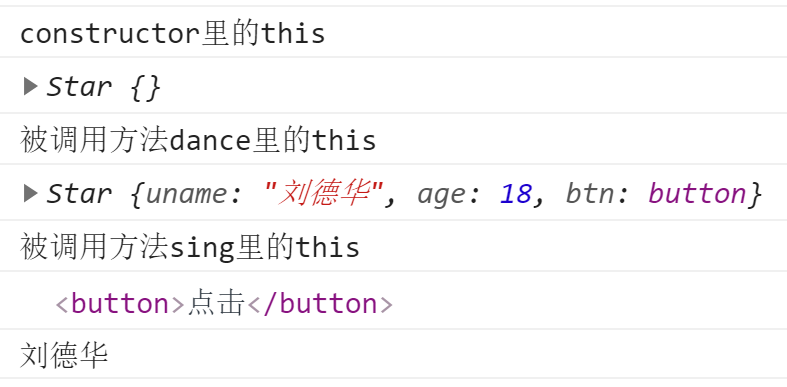 constructor里的this
▶Star {}
被调用方法dance里的this
▶Star {uname: "刘德华", age: 18, btn: button}
被调用方法sing里的this
<button>点击</button>
刘德华